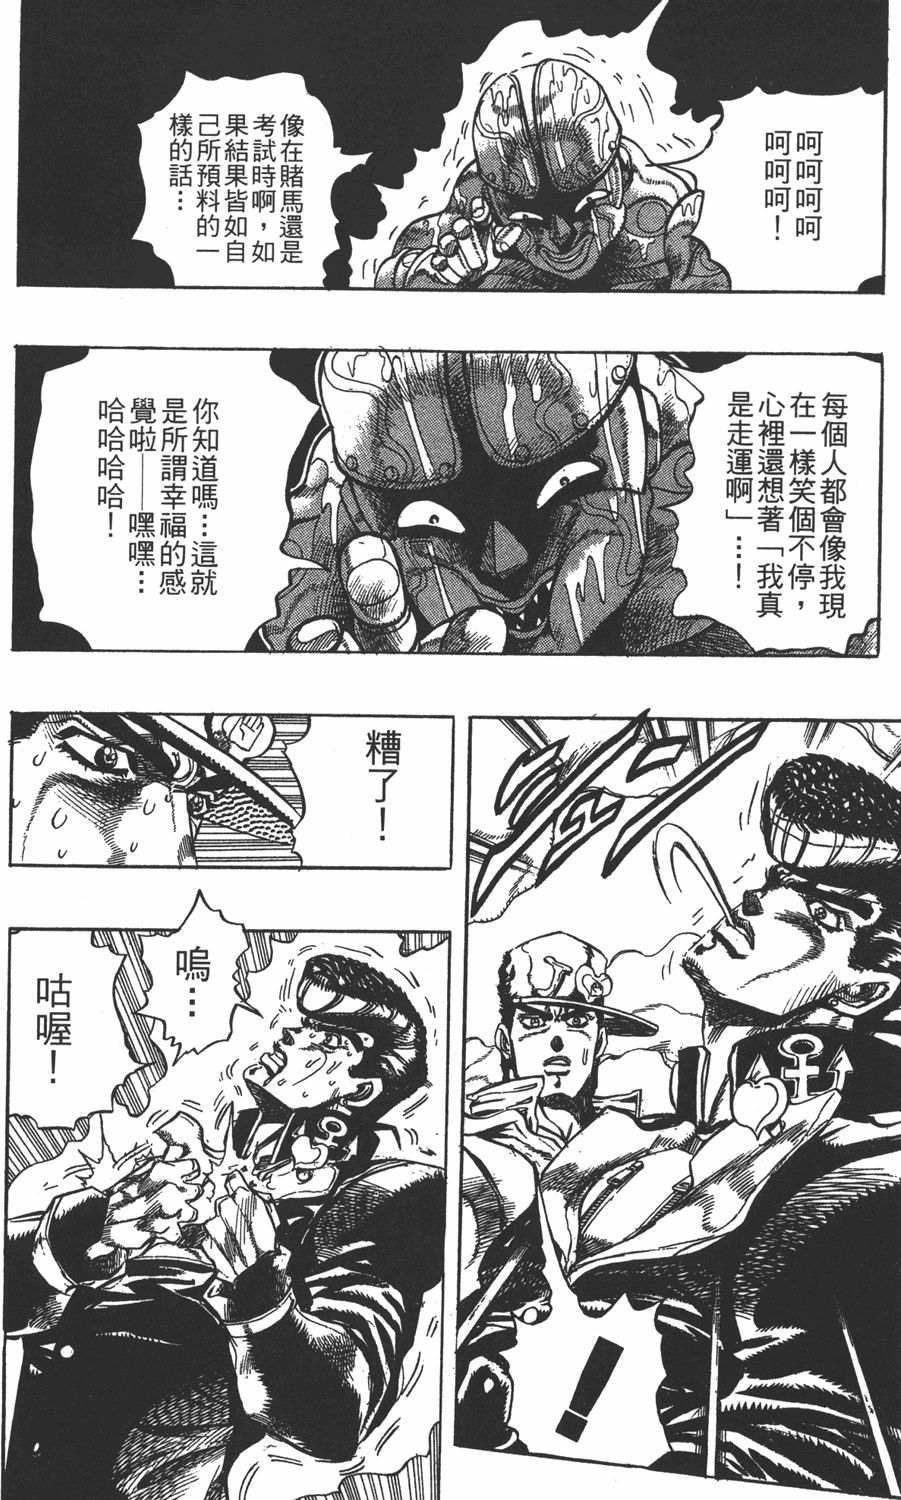 呵呵呵呵
呵呵呵！
像在賭馬還是
考試時啊，如
果結果皆如自
己所預料的一
樣的話…
每個人都會像我現
在一樣笑個不停，
心裡還想著「我真
是走運啊」…！
你知道嗎…這就
是所謂幸福的感
覺啦──嘿嘿…
哈哈哈哈！
J
！
糟了！
嗚…
咕喔！